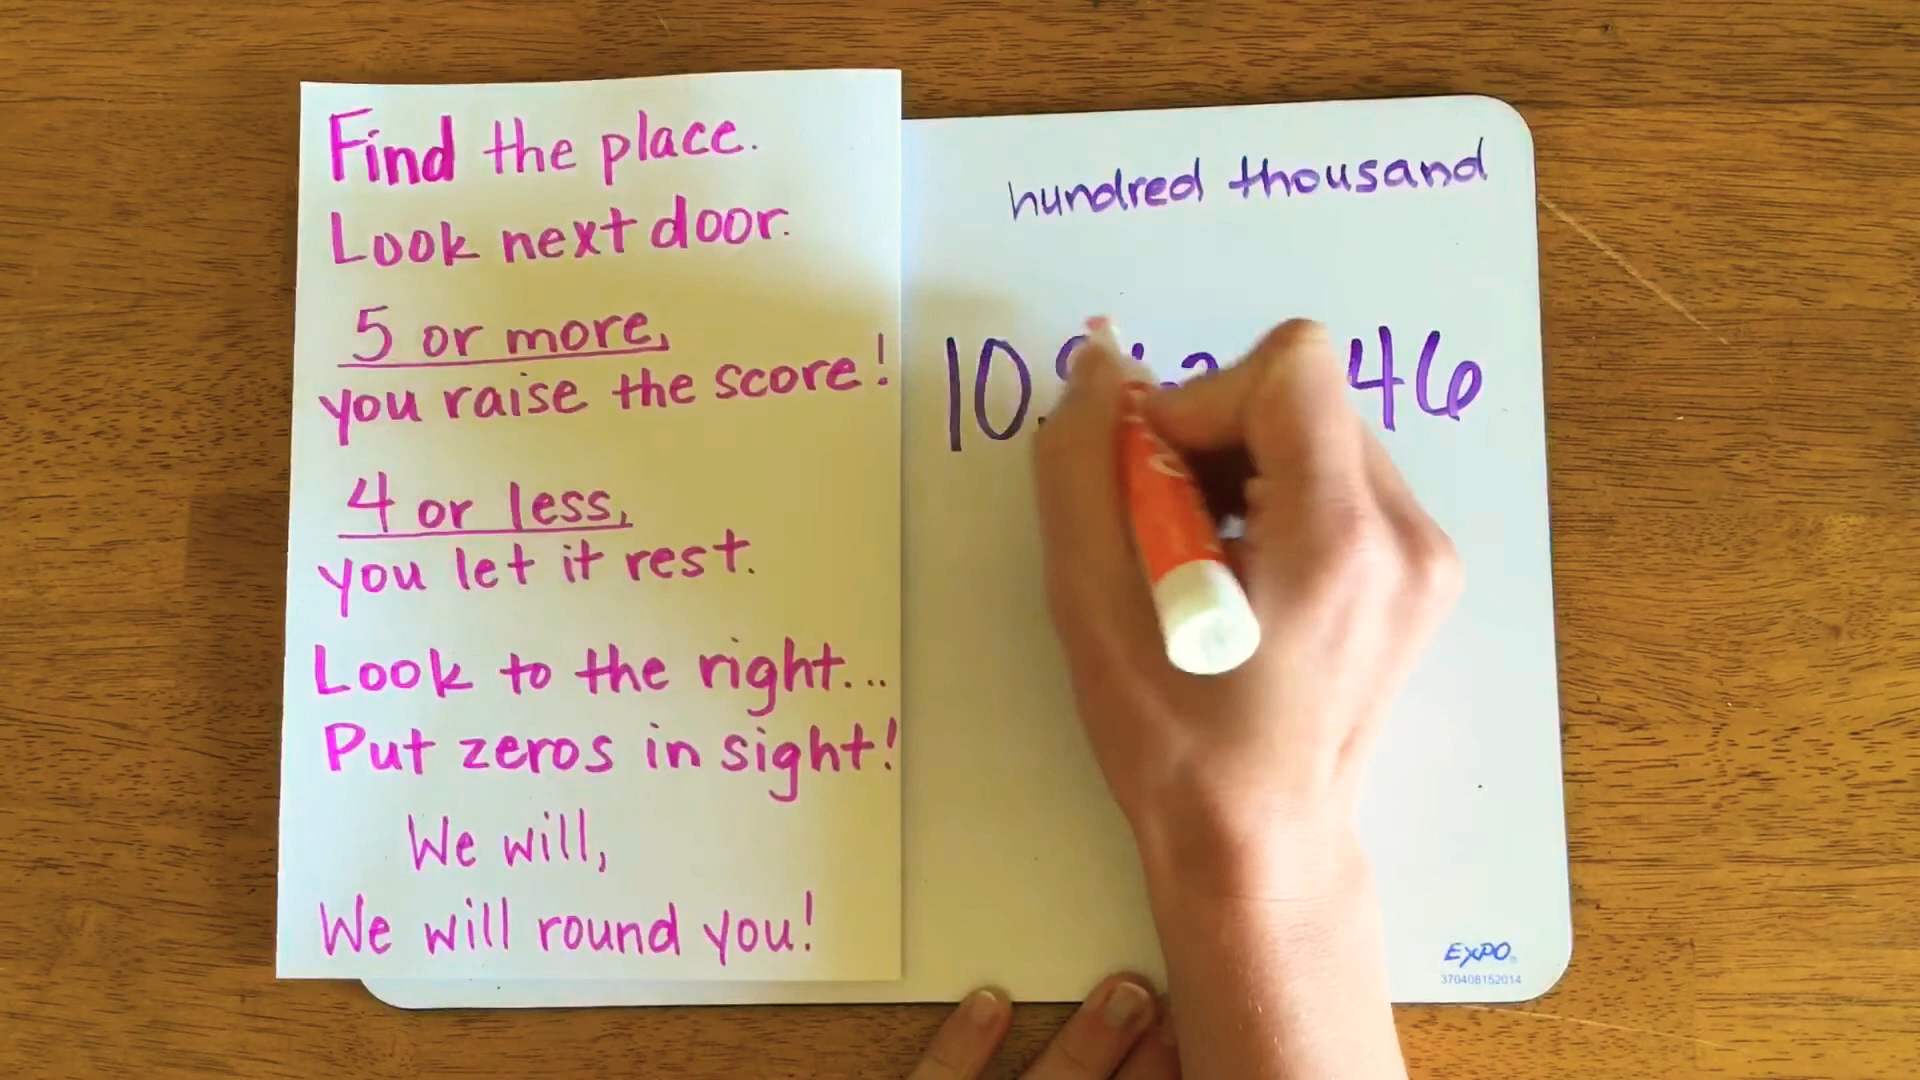 Find the place.
Look next door.
5 or more,
you raise the score!
4 or less,
you let it rest.
Look to the right...
Put zeros in sight!
We will,
We will round you!
hundred thousand
10, 46
EXPO
370408152014